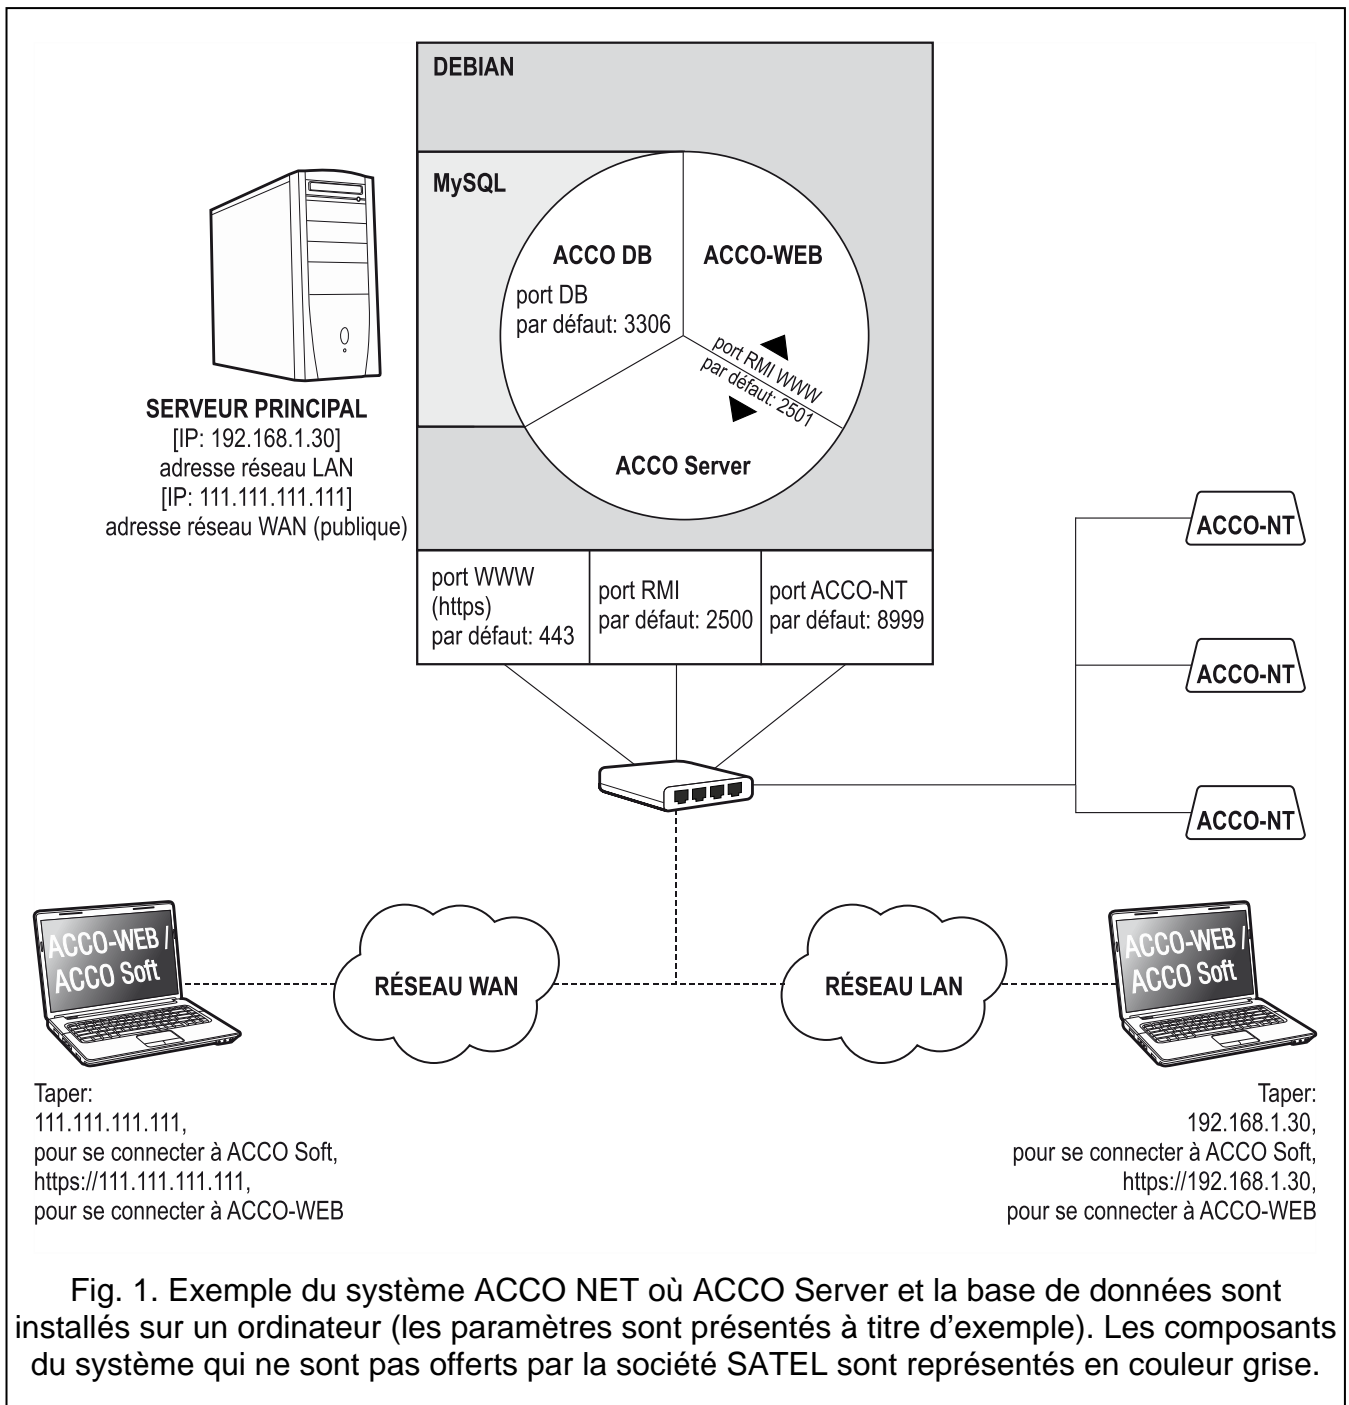 DEBIAN
MySQL
ACCO DB
port DB
par défaut: 3306
ACCO-WEB
port RMI WWW
par défaut: 2501
ACCO Server
SERVEUR PRINCIPAL
[IP: 192.168.1.30]
adresse réseau LAN
[IP: 111.111.111.111]
adresse réseau WAN (publique)
port WWW
(https)
par défaut: 443
port RMI
par défaut: 2500
port ACCO-NT
par défaut: 8999
ACCO-NT
ACCO-NT
ACCO-NT
ACCO-WEB /
ACCO Soft
RÉSEAU WAN
RÉSEAU LAN
ACCO-WEB /
ACCO Soft
Taper:
111.111.111.111,
pour se connecter à ACCO Soft,
https://111.111.111.111,
pour se connecter à ACCO-WEB
Taper:
192.168.1.30,
pour se connecter à ACCO Soft,
https://192.168.1.30,
pour se connecter à ACCO-WEB
Fig. 1. Exemple du système ACCO NET où ACCO Server et la base de données sont
installés sur un ordinateur (les paramètres sont présentés à titre d'exemple). Les composants
du système qui ne sont pas offerts par la société SATEL sont représentés en couleur grise.